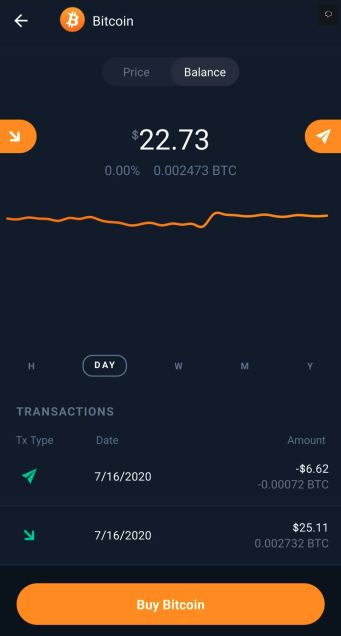 Bitcoin
Price Balance
$22.73
0.00% 0.002473 BTC
H DAY W M Y
TRANSACTIONS
Tx Type Date Amount
-$6.62
7/16/2020
-0.00072 BTC
$25.11
7/16/2020
0.002732 BTC
Buy Bitcoin